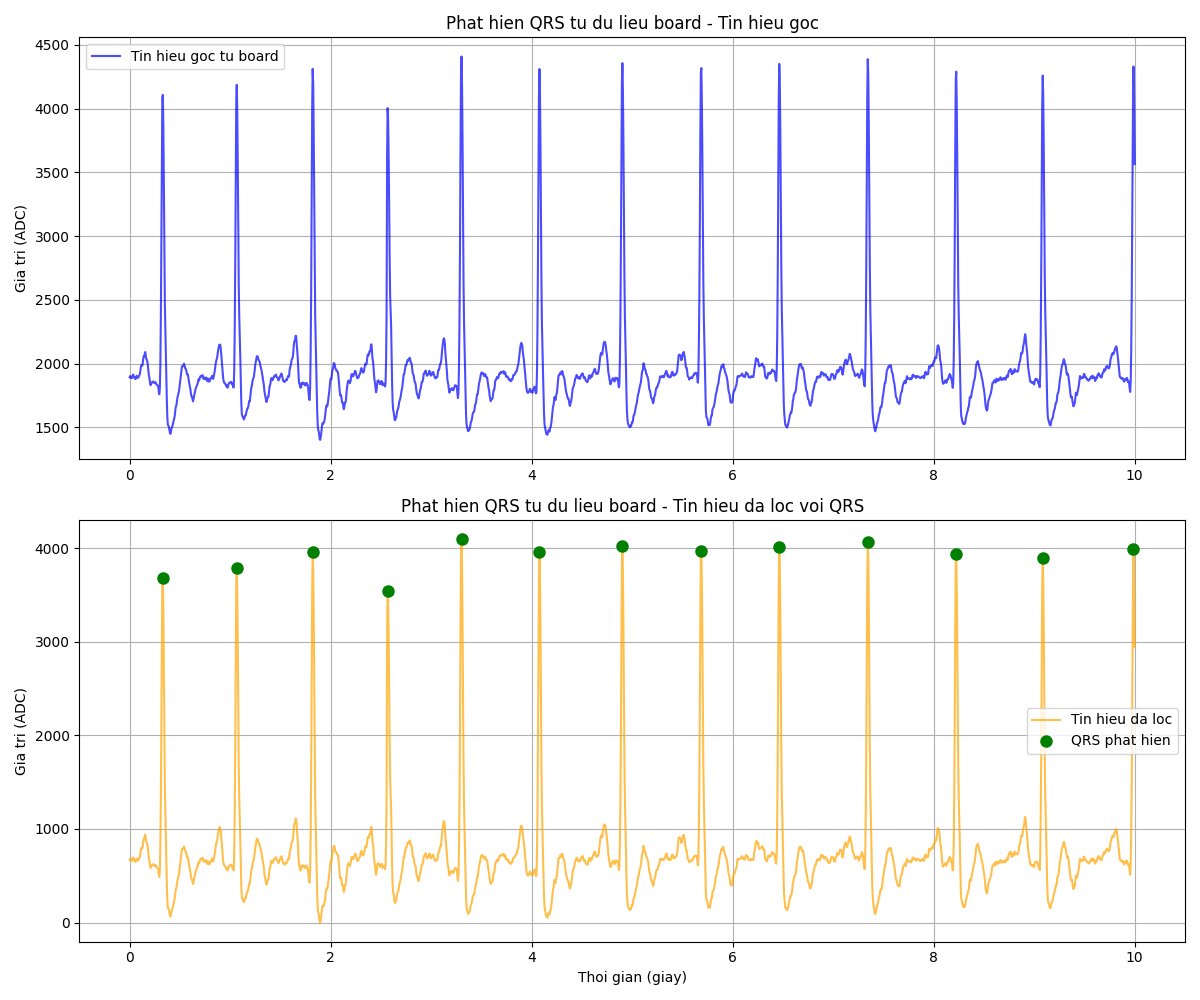 Phat hien QRS tu du lieu board - Tin hieu goc
Tin hieu goc tu board
Gia tri (ADC)
4500
4000
3500
3000
2500
2000
1500
0 2 4 6 8 10
Phat hien QRS tu du lieu board - Tin hieu da loc voi QRS
Gia tri (ADC)
4000
3000
2000
1000
0
Tin hieu da loc
QRS phat hien
0 2 4 6 8 10
Thoi gian (giay)